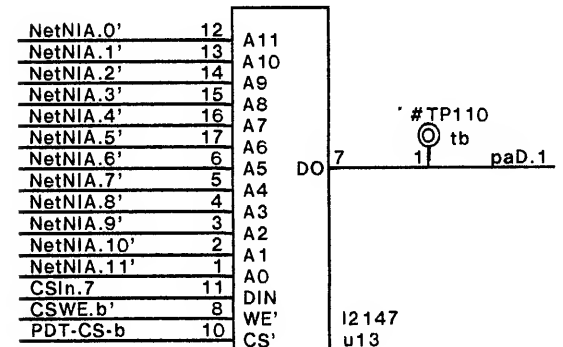 NetNIA.0' 12 A11
NetNIA.1' 13 A10
NetNIA.2' 14 A9
NetNIA.3' 15 A8
NetNIA.4' 16 A7
#TP110
NetNIA.5' 17 A6
tb
NetNIA.6' 6 A5 DO 7 1 paD.1
NetNIA.7' 5 A4
NetNIA.8' 4 A3
NetNIA.9' 3 A2
NetNIA.10' 2 A1
NetNIA.11' 1 A0
CSIn.7 11 DIN
CSWE.b' 8 WE' I2147
PDT-CS-b 10 CS' u13